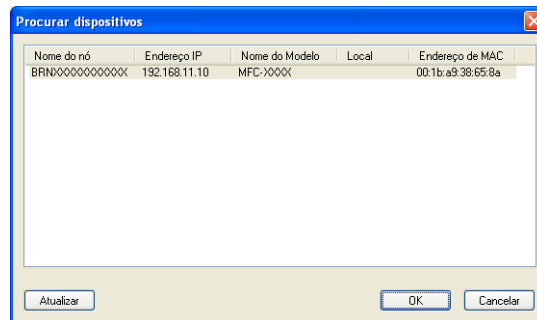 Procurar dispositivos
Nome do nó Endereço IP Nome do Modelo Local Endereço de MAC
BRNXXXXXXXXXXXX 192.168.11.10 MFC-XXXX 00:1b:a9:38:65:8a
Atualizar OK Cancelar